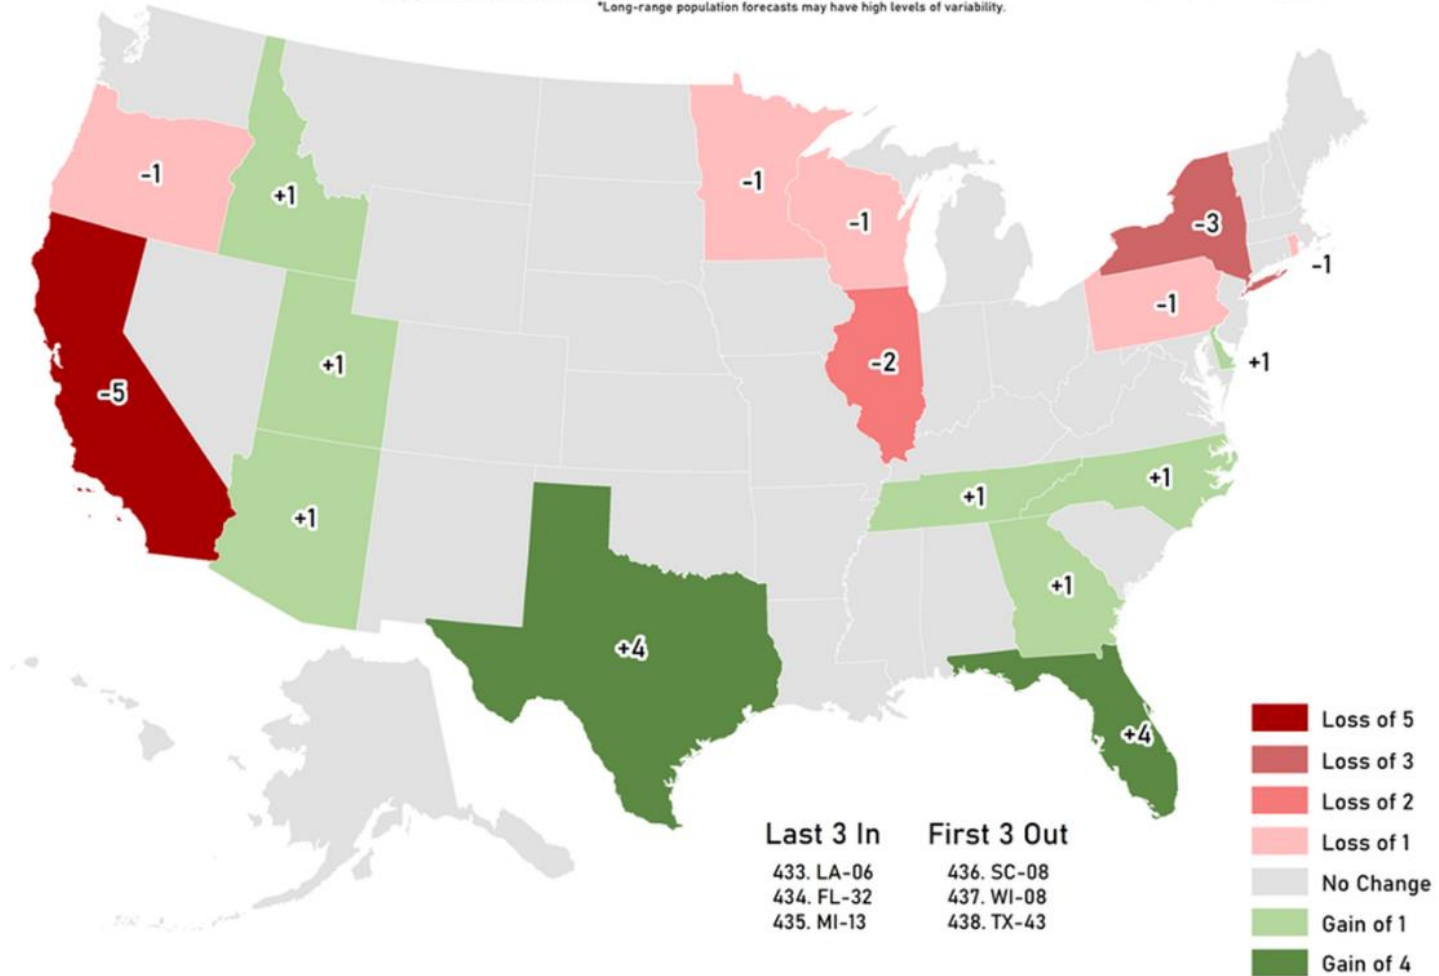 *Long-range population forecasts may have high levels of variability.
-1
+1
-1
-1
-3
-1
-1
+1
-2
+1
-5
+1
+1
+1
+1
+4
+4
Loss of 5
Loss of 3
Loss of 2
Loss of 1
No Change
Gain of 1
Gain of 4
Last 3 In
433. LA-06
434. FL-32
435. MI-13
First 3 Out
436. SC-08
437. WI-08
438. TX-43